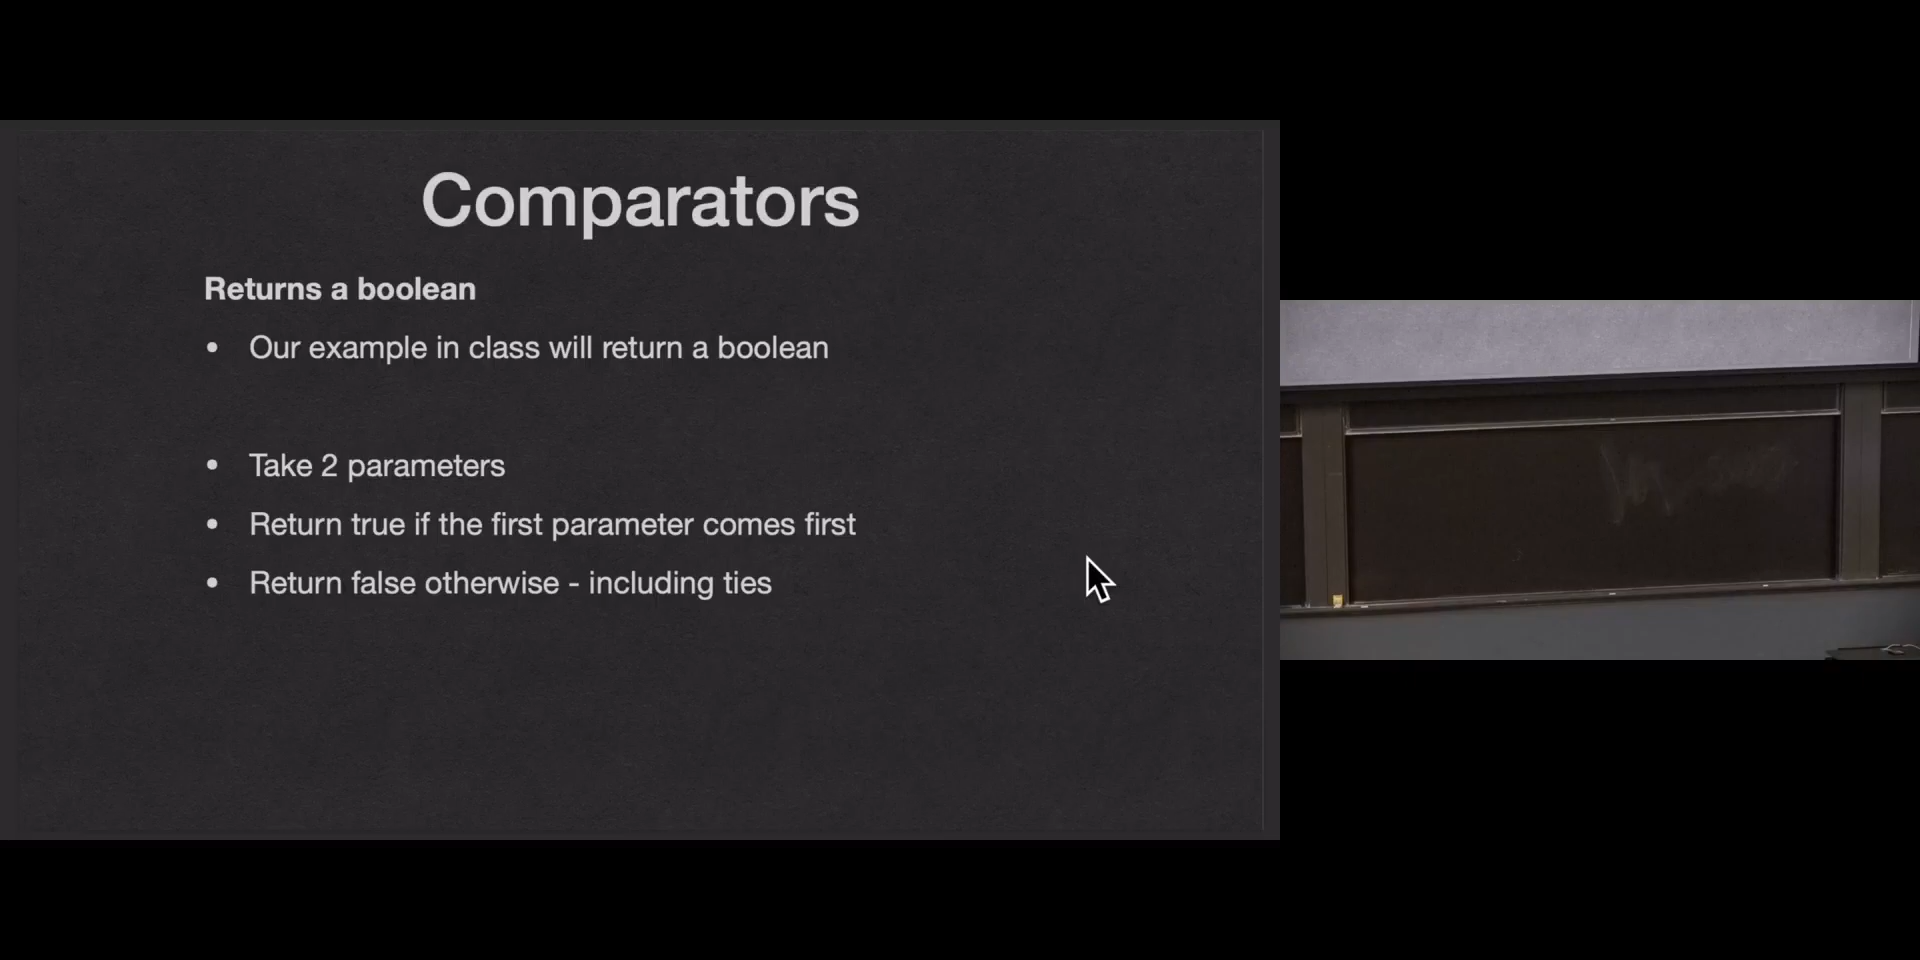 Comparators
Returns a boolean
• Our example in class will return a boolean
• Take 2 parameters
• Return true if the first parameter comes first
• Return false otherwise - including ties